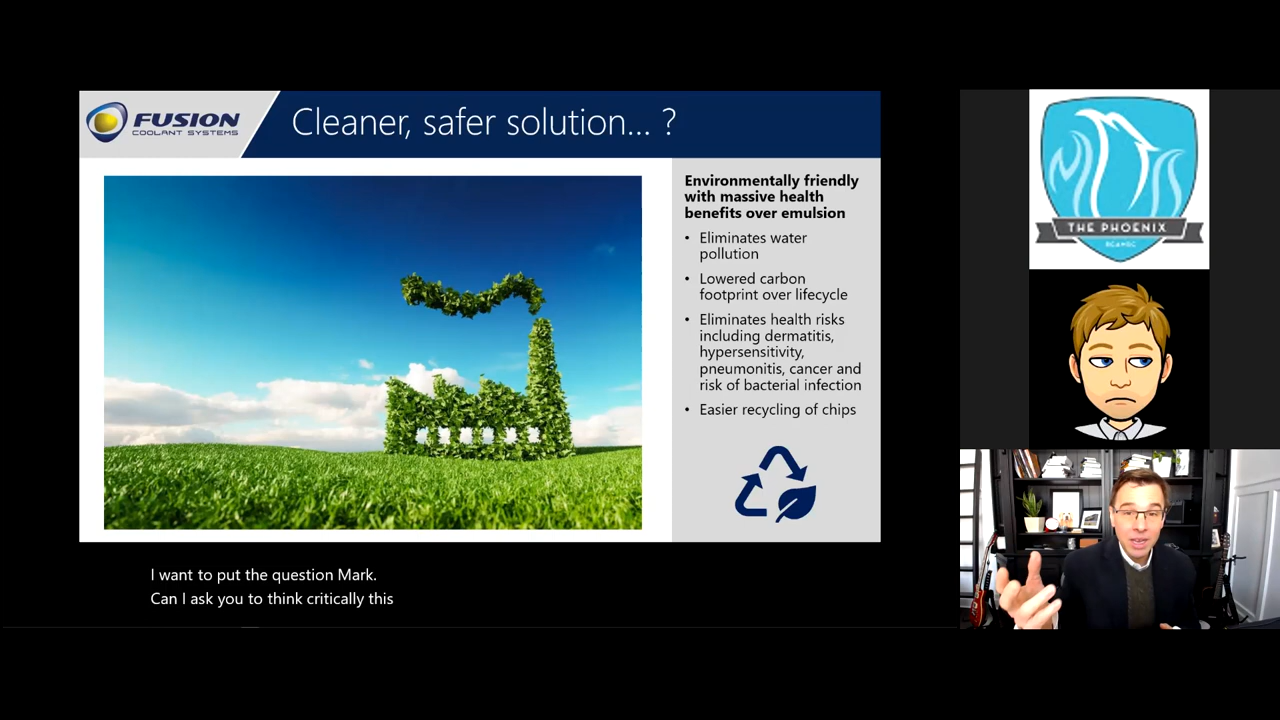 FUSION
COOLANT SYSTEMS
Cleaner, safer solution... ?
Environmentally friendly
with massive health
benefits over emulsion
• Eliminates water
pollution
• Lowered carbon
footprint over lifecycle
• Eliminates health risks
including dermatitis,
hypersensitivity,
pneumonitis, cancer and
risk of bacterial infection
• Easier recycling of chips
THE PHOENIX
I want to put the question Mark.
Can I ask you to think critically this